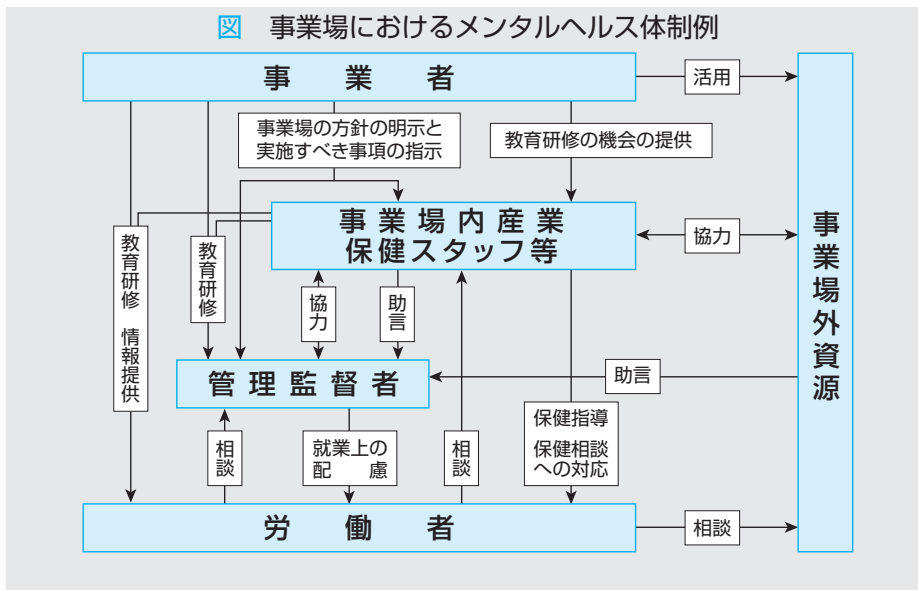 図 事業場におけるメンタルヘルス体制例
事業者
活用
事業場の方針の明示と
実施すべき事項の指示
教育研修の機会の提供
事業場内産業
保健スタッフ等
協力
事業場外資源
教育研修 情報提供
教育研修
協力
助言
管理監督者
助言
相談
就業上の
配慮
相談
保健指導
保健相談
への対応
労働者
相談